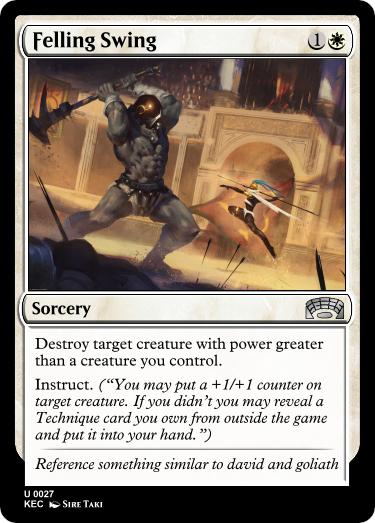 Felling Swing
1
Sorcery
Destroy target creature with power greater
than a creature you control.
Instruct. (“You may put a +1/+1 counter on
target creature. If you didn’t you may reveal a
Technique card you own from outside the game
and put it into your hand.”)
Reference something similar to david and goliath
U 0027
KEC Sire Taki